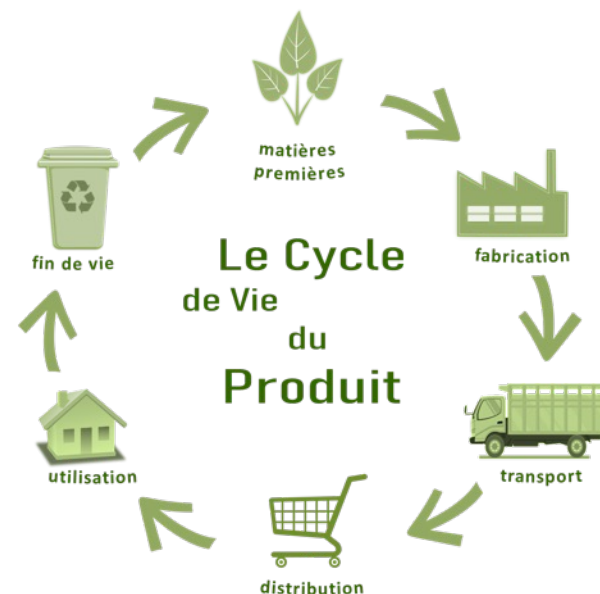 matières
premières
fabrication
transport
distribution
utilisation
fin de vie
Le Cycle
de Vie
du
Produit